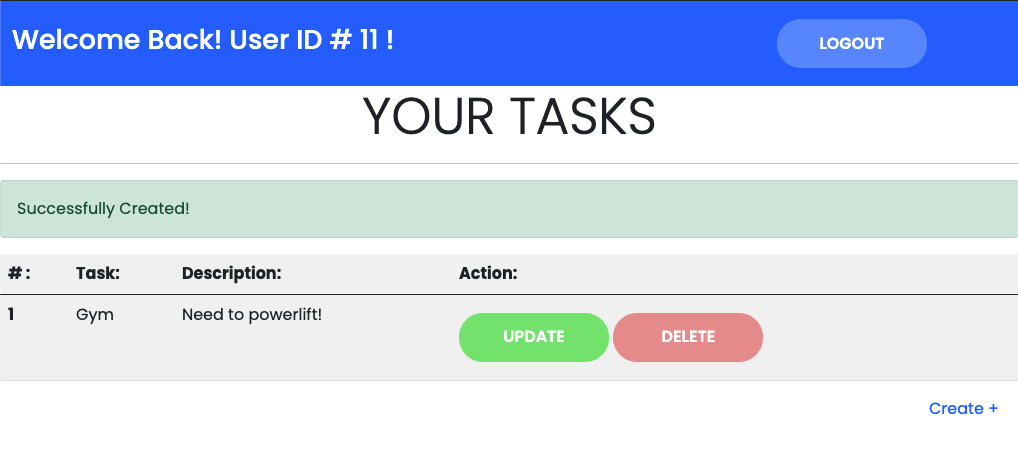 Welcome Back! User ID # 11 !
LOGOUT
YOUR TASKS
Successfully Created!
# : Task: Description: Action:
1 Gym Need to powerlift! UPDATE DELETE
Create +